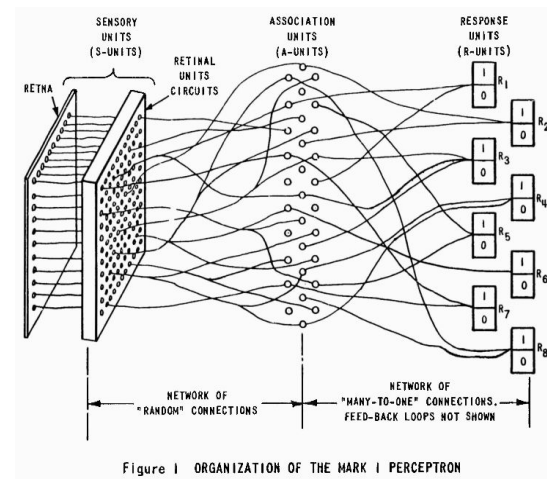 SENSORY
UNITS
(S-UNITS)
RETINAL
UNITS
CIRCUITS
RETNA
ASSOCIATION
UNITS
(A-UNITS)
RESPONSE
UNITS
(R-UNITS)
1
0
R1
1
0
R2
1
0
R3
1
0
R4
1
0
R5
1
0
R6
1
0
R7
1
0
R8
NETWORK OF
"RANDOM" CONNECTIONS
NETWORK OF
"MANY-TO-ONE" CONNECTIONS.
FEED-BACK LOOPS NOT SHOWN
Figure 1 ORGANIZATION OF THE MARK 1 PERCEPTRON